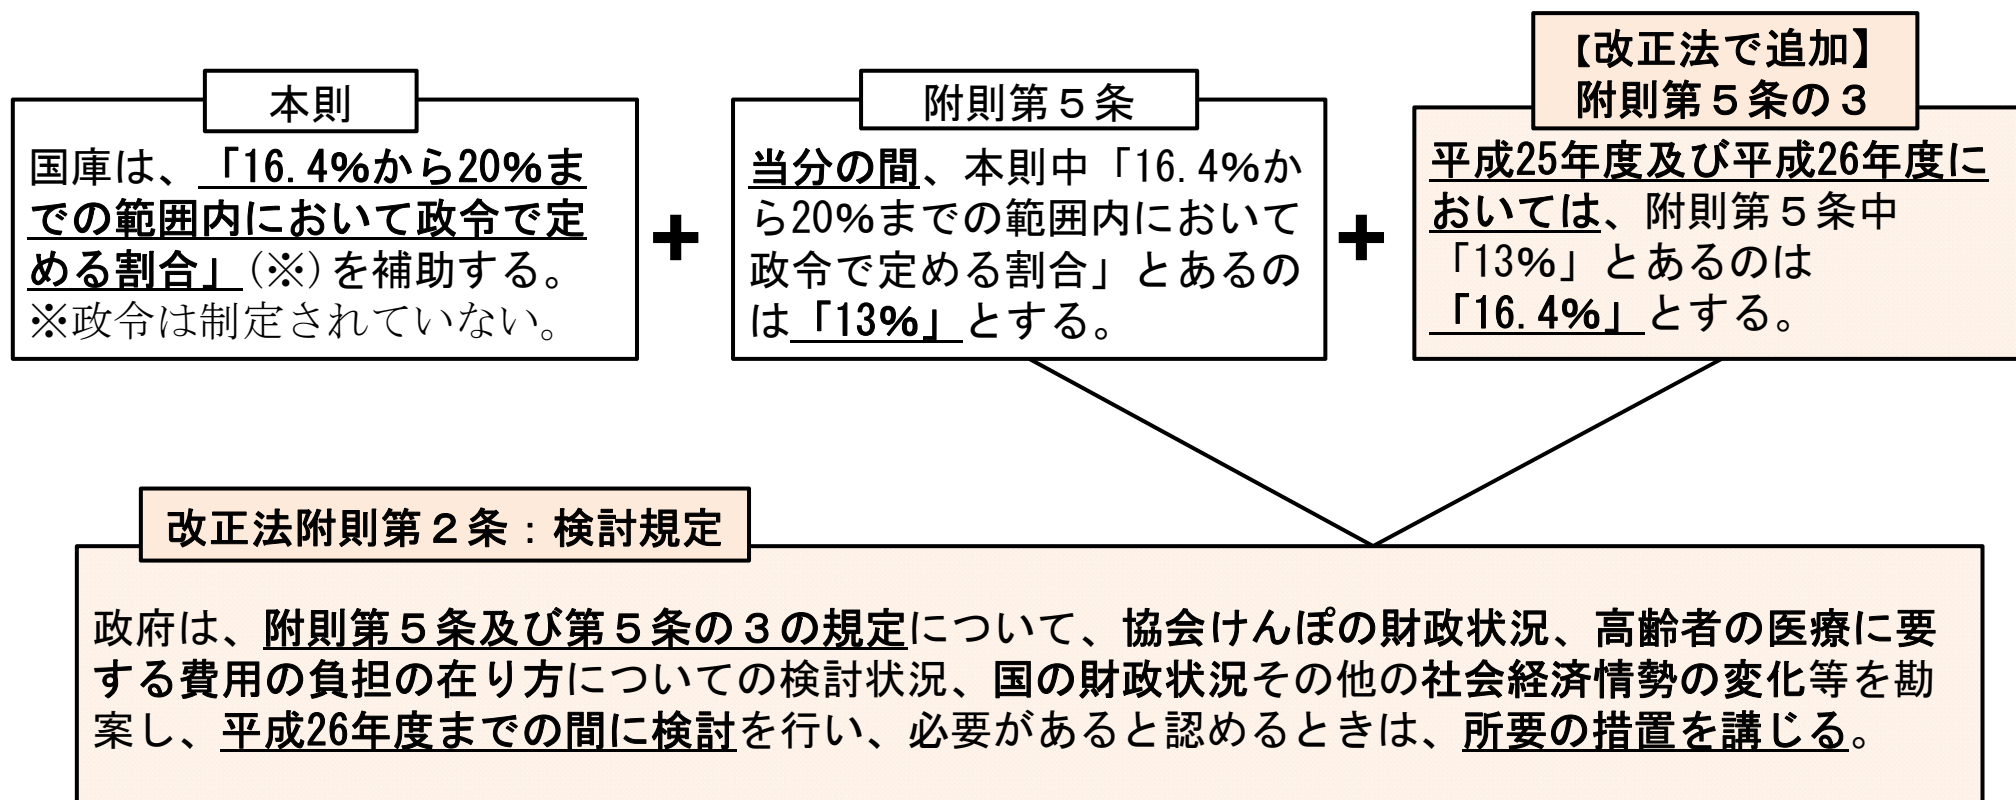 本則
国庫は、「16.4%から20%ま
での範囲内において政令で定
める割合」(※)を補助する。
※政令は制定されていない。
+
附則第５条
当分の間、本則中「16.4%か
ら20%までの範囲内において
政令で定める割合」とあるの
は「13%」とする。
+
【改正法で追加】
附則第５条の３
平成25年度及び平成26年度に
おいては、附則第５条中
「13%」とあるのは
「16.4%」とする。
改正法附則第２条：検討規定
政府は、附則第５条及び第５条の３の規定について、協会けんぽの財政状況、高齢者の医療に要
する費用の負担の在り方についての検討状況、国の財政状況その他の社会経済情勢の変化等を勘
案し、平成26年度までの間に検討を行い、必要があると認めるときは、所要の措置を講じる。